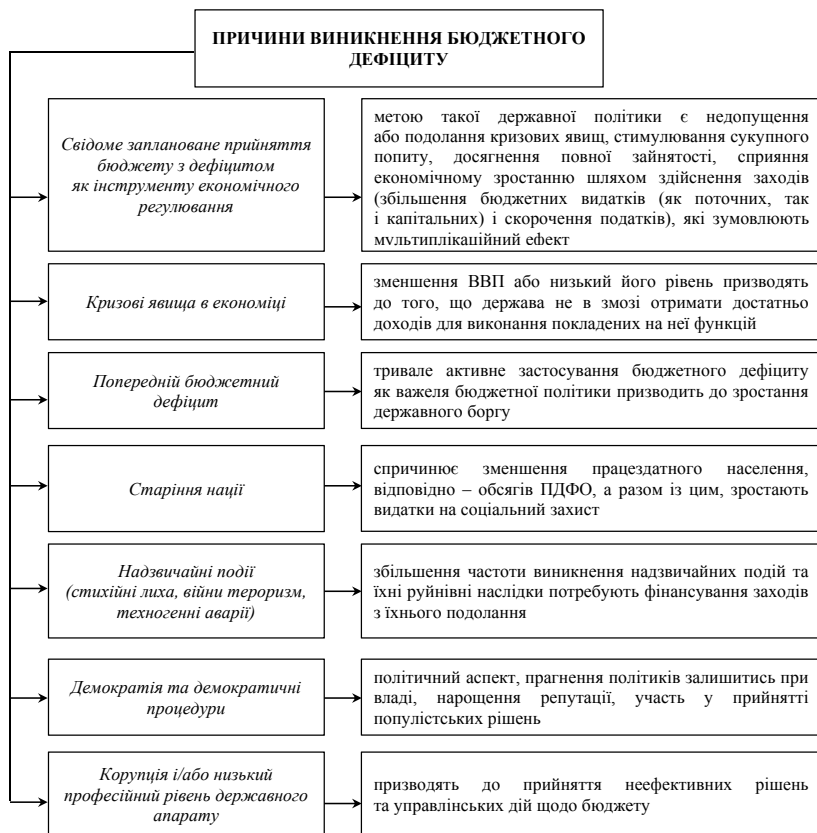 ПРИЧИНИ ВИНИКНЕННЯ БЮДЖЕТНОГО
ДЕФІЦИТУ
Свідоме заплановане прийняття
бюджету з дефіцитом
як інструменту економічного
регулювання
метою такої державної політики є недопущення
або подолання кризових явищ, стимулювання сукупного
попиту, досягнення повної зайнятості, сприяння
економічному зростанню шляхом здійснення заходів
(збільшення бюджетних видатків (як поточних, так
і капітальних) і скорочення податків), які зумовлюють
мультиплікаційний ефект
Кризові явища в економіці
зменшення ВВП або низький його рівень призводять
до того, що держава не в змозі отримати достатньо
доходів для виконання покладених на неї функцій
Попередній бюджетний
дефіцит
тривале активне застосування бюджетного дефіциту
як важеля бюджетної політики призводить до зростання
державного боргу
Старіння нації
спричинює зменшення працездатного населення,
відповідно – обсягів ПДФО, а разом із цим, зростають
видатки на соціальний захист
Надзвичайні події
(стихійні лиха, війни тероризм,
техногенні аварії)
збільшення частоти виникнення надзвичайних подій та
їхні руйнівні наслідки потребують фінансування заходів
з їхнього подолання
Демократія та демократичні
процедури
політичний аспект, прагнення політиків залишитись при
владі, нарощення репутації, участь у прийнятті
популістських рішень
Корупція і/або низький
професійний рівень державного
апарату
призводять до прийняття неефективних рішень
та управлінських дій щодо бюджету